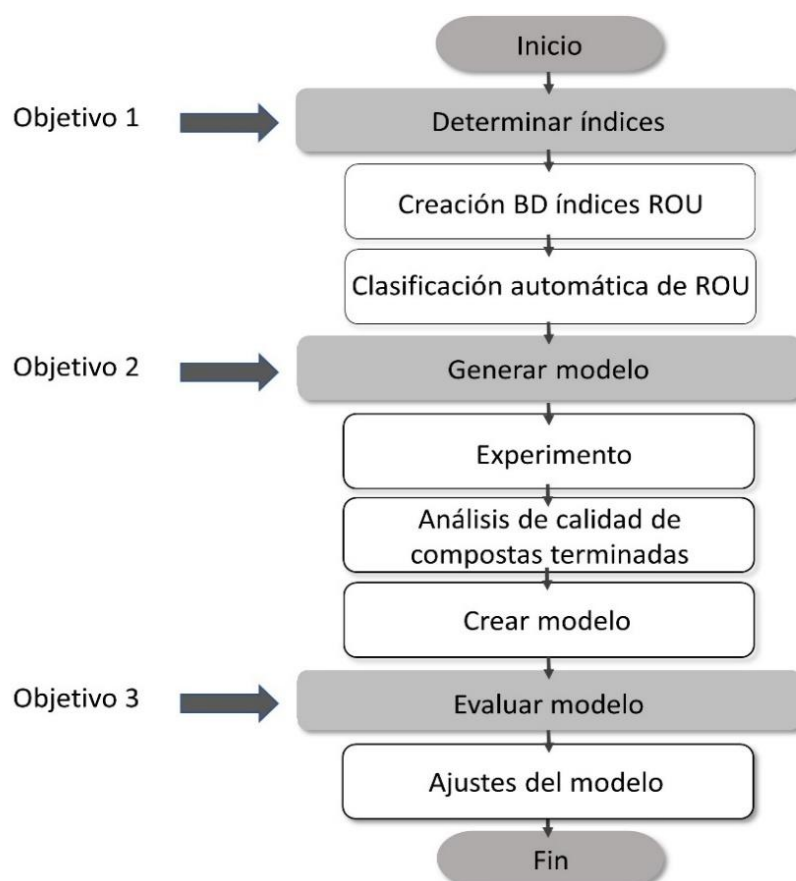 Inicio
Objetivo 1
Determinar índices
Creación BD índices ROU
Clasificación automática de ROU
Objetivo 2
Generar modelo
Experimento
Análisis de calidad de
compostas terminadas
Crear modelo
Objetivo 3
Evaluar modelo
Ajustes del modelo
Fin